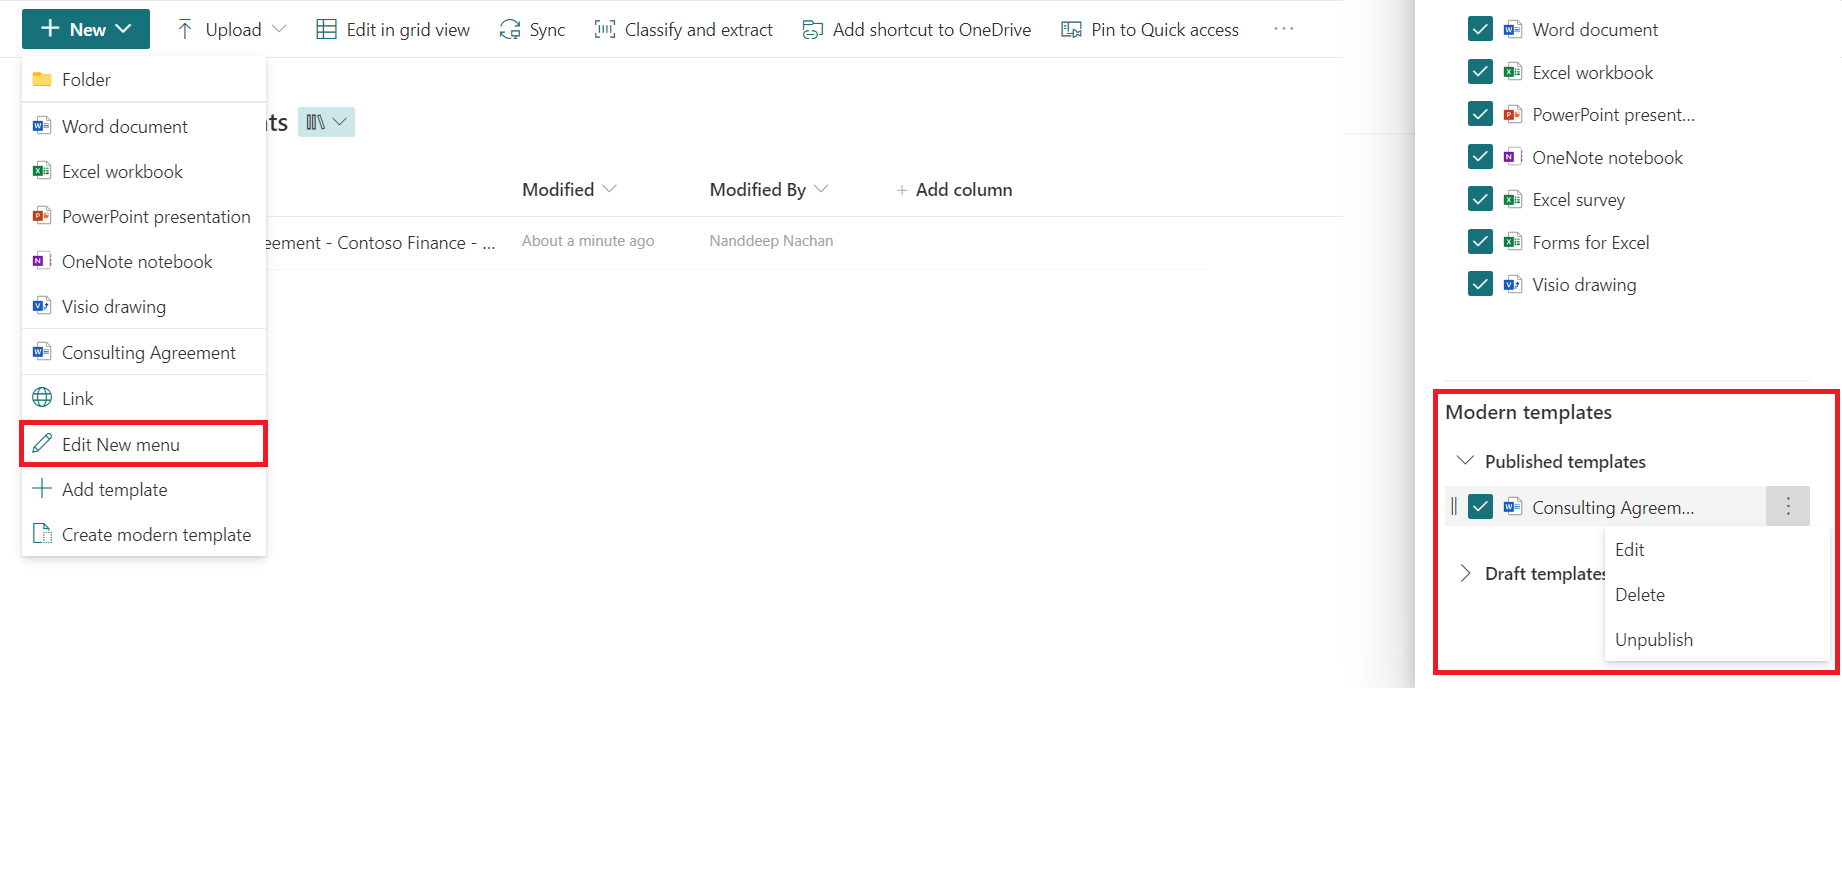 New
Upload
Edit in grid view
Sync
Classify and extract
Add shortcut to OneDrive
Pin to Quick access
Folder
Word document
Excel workbook
PowerPoint presentation
OneNote notebook
Visio drawing
Consulting Agreement
Link
Edit New menu
Add template
Create modern template
ts
Modified
Modified By
Add column
eement - Contoso Finance - ...
About a minute ago
Nanddeep Nachan
Word document
Excel workbook
PowerPoint present...
OneNote notebook
Excel survey
Forms for Excel
Visio drawing
Modern templates
Published templates
Consulting Agreem...
Edit
Draft templates
Delete
Unpublish